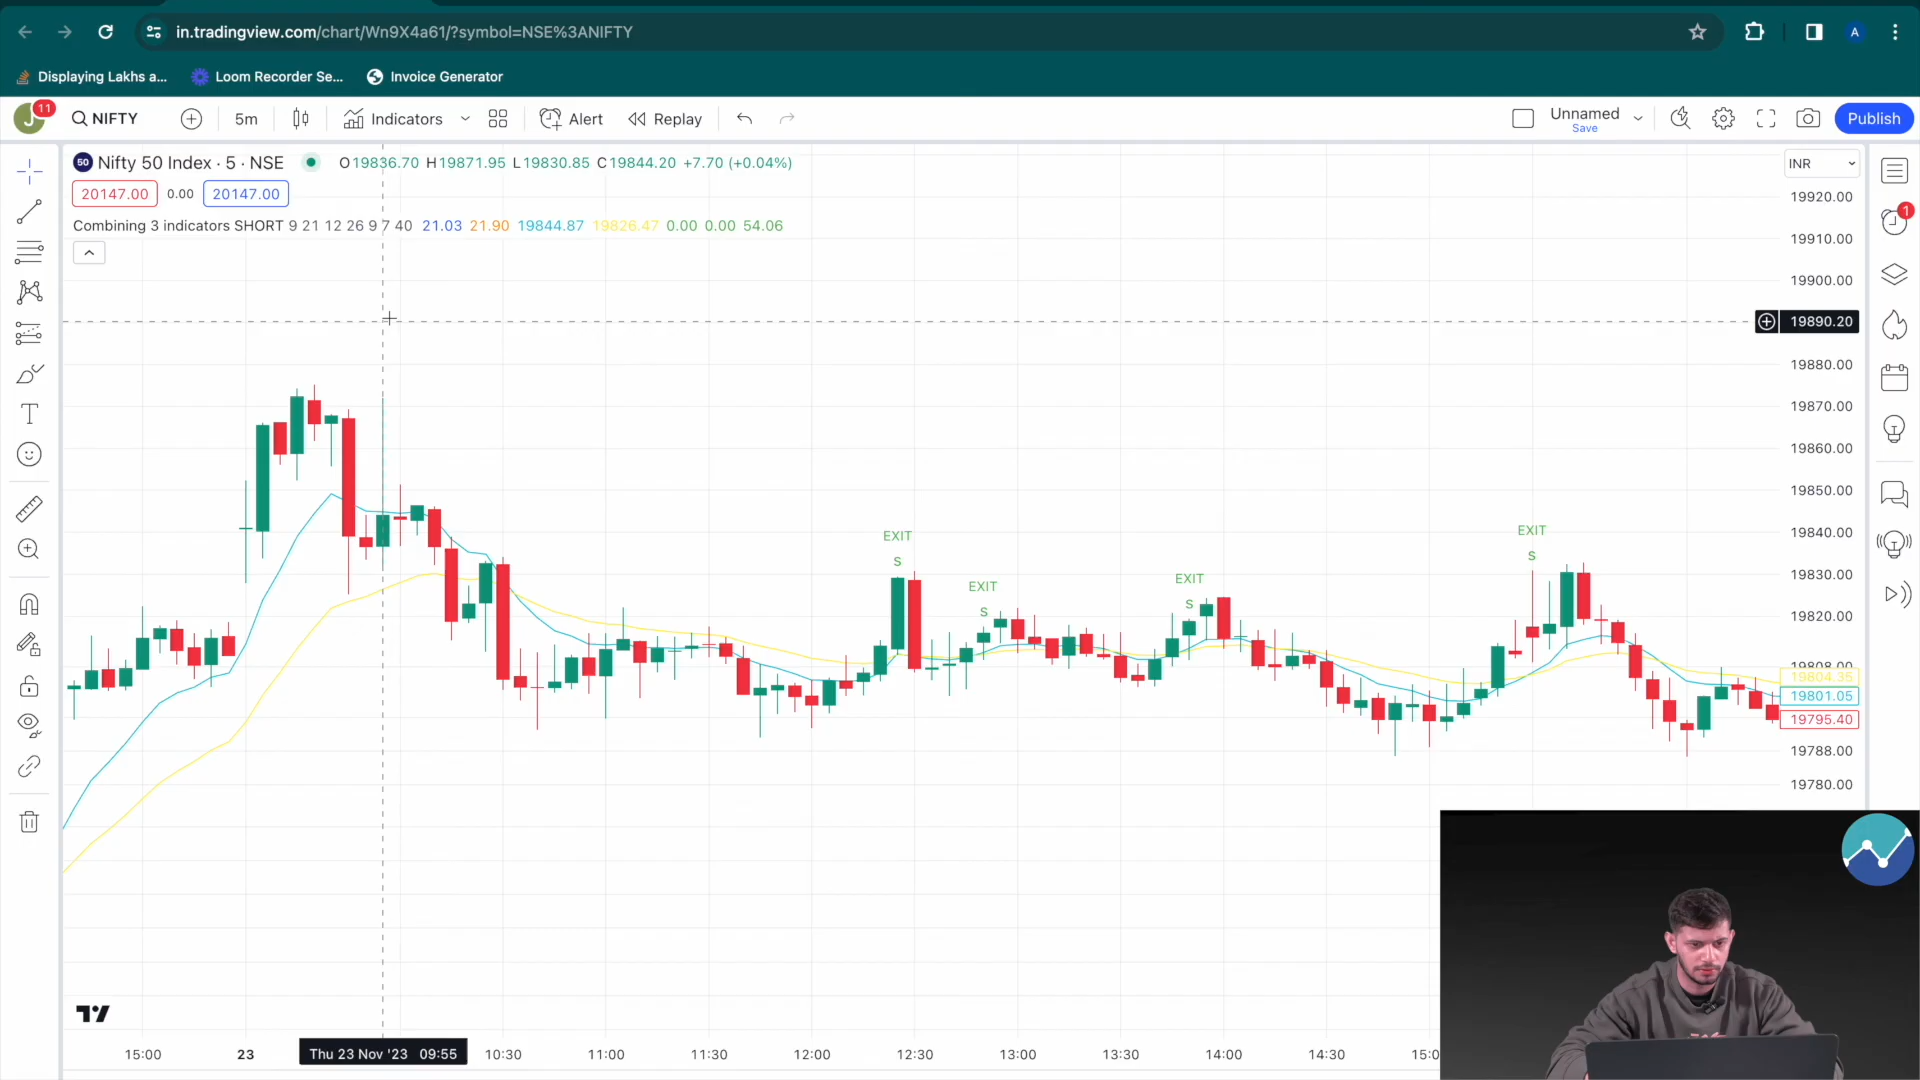 in.tradingview.com/chart/Wn9X4a61/?symbol=NSE%3ANIFTY
A
Displaying Lakhs a...
Loom Recorder Se...
Invoice Generator
J
11
NIFTY
5m
Indicators
Alert
Replay
Unnamed
Save
Publish
50
Nifty 50 Index · 5 · NSE
O19836.70 H19871.95 L19830.85 C19844.20 +7.70 (+0.04%)
INR
20147.00
0.00
20147.00
Combining 3 indicators SHORT 9 21 12 26 9 7 40 21.03 21.90 19844.87 19826.47 0.00 0.00 54.06
1
19920.00
19910.00
19900.00
19890.20
19880.00
19870.00
19860.00
19850.00
19840.00
19830.00
19820.00
19808.00
19804.35
19801.05
19795.40
19788.00
19780.00
EXIT
S
EXIT
S
EXIT
S
EXIT
S
T
15:00
23
Thu 23 Nov '23 09:55
10:30
11:00
11:30
12:00
12:30
13:00
13:30
14:00
14:30
15:0